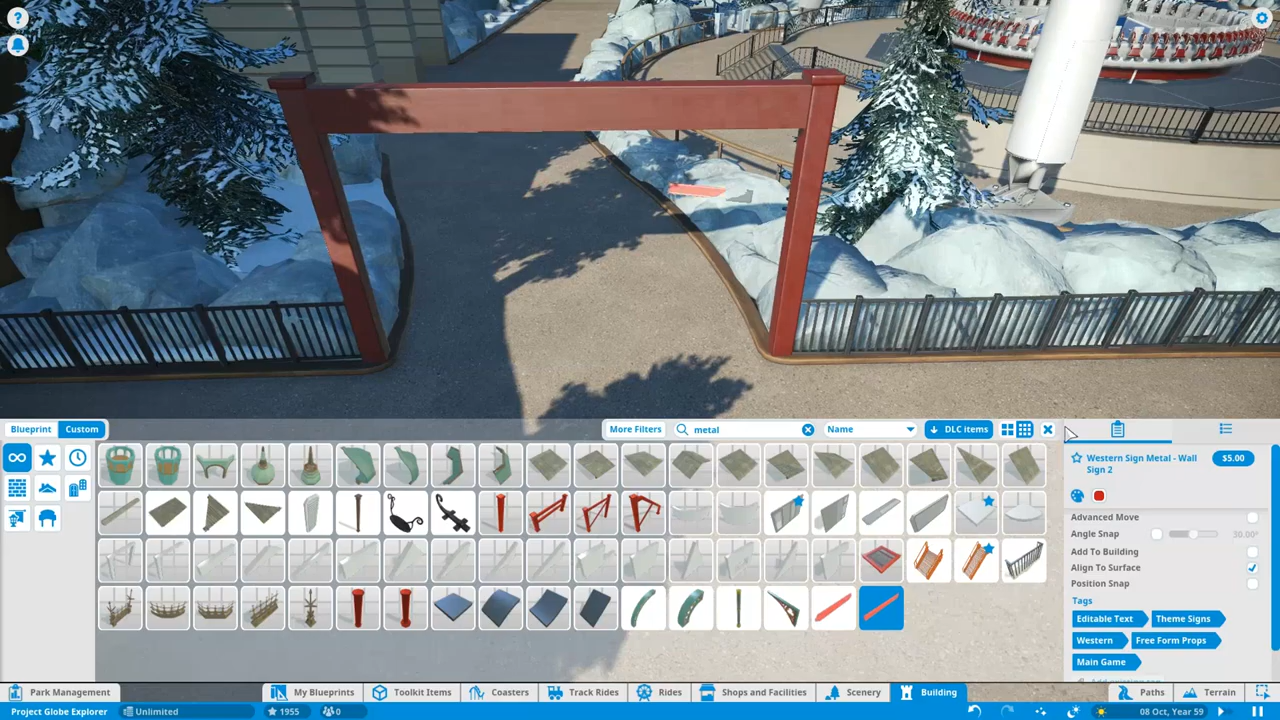 ?
Blueprint Custom More Filters metal Name DLC items
Western Sign Metal - Wall Sign 2 $5.00
Advanced Move
Angle Snap 50.00°
Add To Building
Align To Surface
Position Snap
Tags
Editable Text Theme Signs
Western Free Form Props
Main Game
Park Management My Blueprints Toolkit Items Coasters Track Rides Rides Shops and Facilities Scenery Building Paths Terrain
Project Globe Explorer Unlimited 1955 0 08 Oct, Year 59